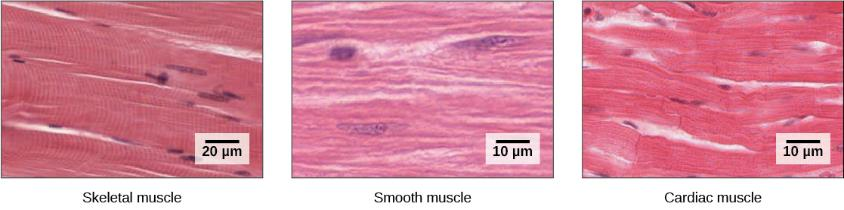 20 µm
10 µm
10 µm
Skeletal muscle
Smooth muscle
Cardiac muscle